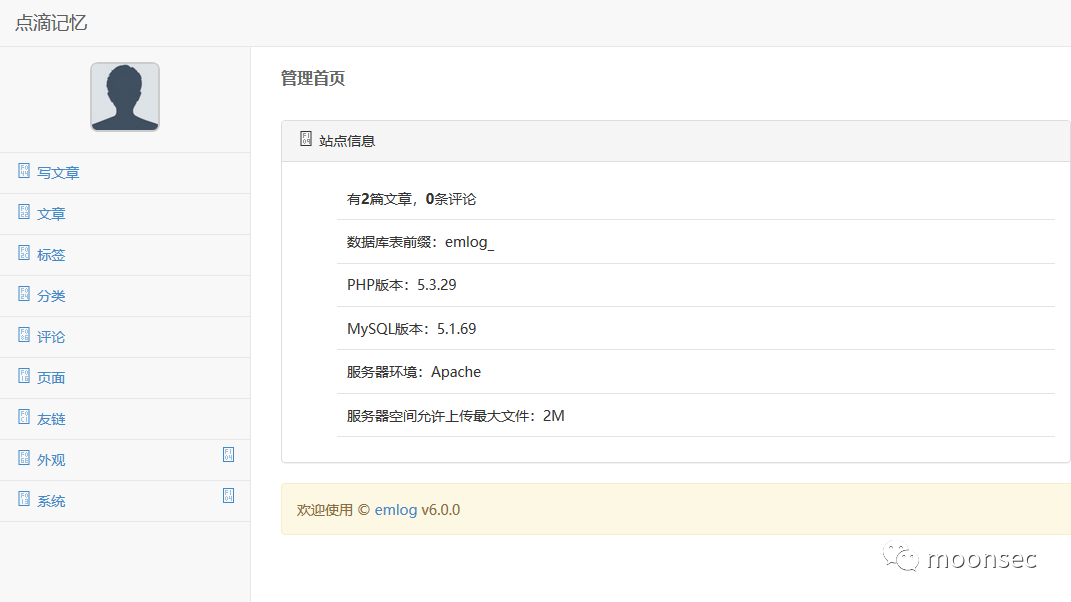 点滴记忆
写文章
文章
标签
分类
评论
页面
友链
外观
系统
管理首页
站点信息
有2篇文章，0条评论
数据库表前缀：emlog_
PHP版本：5.3.29
MySQL版本：5.1.69
服务器环境：Apache
服务器空间允许上传最大文件：2M
欢迎使用 © emlog v6.0.0
moonsec